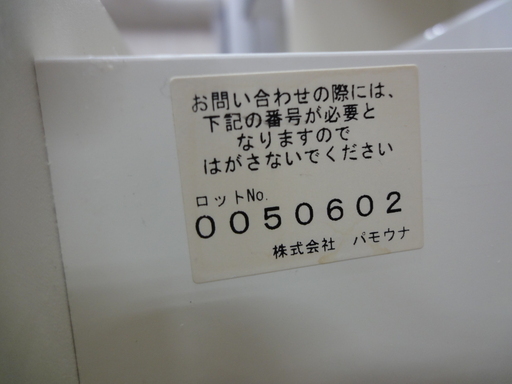 お問い合わせの際には、
下記の番号が必要と
なりますので
はがさないでください
ロットNo.
0050602
株式会社 パモウナ